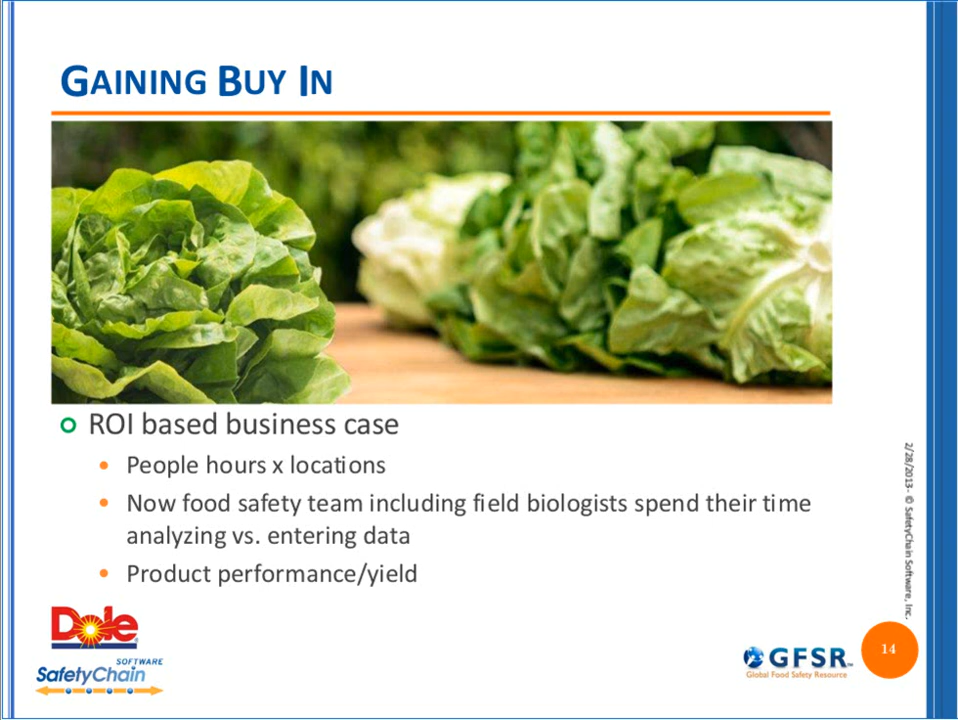 GAINING BUY IN
ROI based business case
People hours x locations
Now food safety team including field biologists spend their time
analyzing vs. entering data
Product performance/yield
2/28/2013 - © SafetyChain Software, Inc.
Dole
SOFTWARE
SafetyChain
GFSR™
Global Food Safety Resource
14